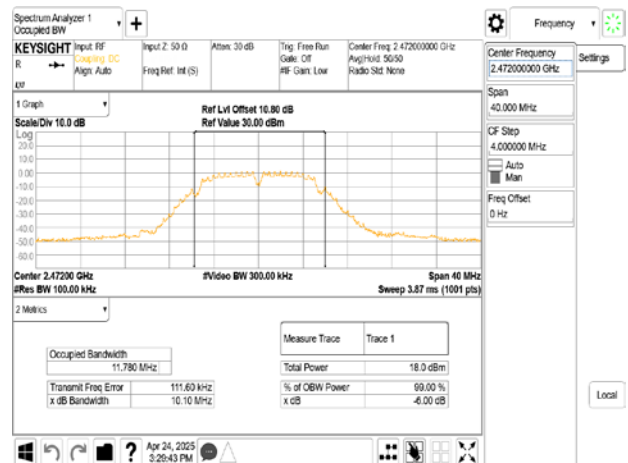 Spectrum Analyzer 1
Occupied BW
Frequency
KEYSIGHT
Input: RF
Coupling: DC
Align: Auto
Input Z: 50 Ω
Freq Ref: Int (S)
Atten: 30 dB
Trig: Free Run
Gate: Off
#IF Gain: Low
Center Freq: 2.472000000 GHz
Avg|Hold: 50/50
Radio Std: None
R
Center Frequency
2.472000000 GHz
Settings
Span
40.000 MHz
CF Step
4.000000 MHz
Auto
Man
Freq Offset
0 Hz
Local
1 Graph
Scale/Div 10.0 dB
Ref Lvl Offset 10.80 dB
Ref Value 30.00 dBm
Log
20.0
10.0
0.00
-10.0
-20.0
-30.0
-40.0
-50.0
-60.0
Center 2.47200 GHz
#Video BW 300.00 kHz
Span 40 MHz
#Res BW 100.00 kHz
Sweep 3.87 ms (1001 pts)
2 Metrics
Measure Trace
Trace 1
Occupied Bandwidth
11.780 MHz
Total Power
18.0 dBm
Transmit Freq Error
111.60 kHz
% of OBW Power
99.00 %
x dB Bandwidth
10.10 MHz
x dB
-6.00 dB
?
Apr 24, 2025
3:29:43 PM